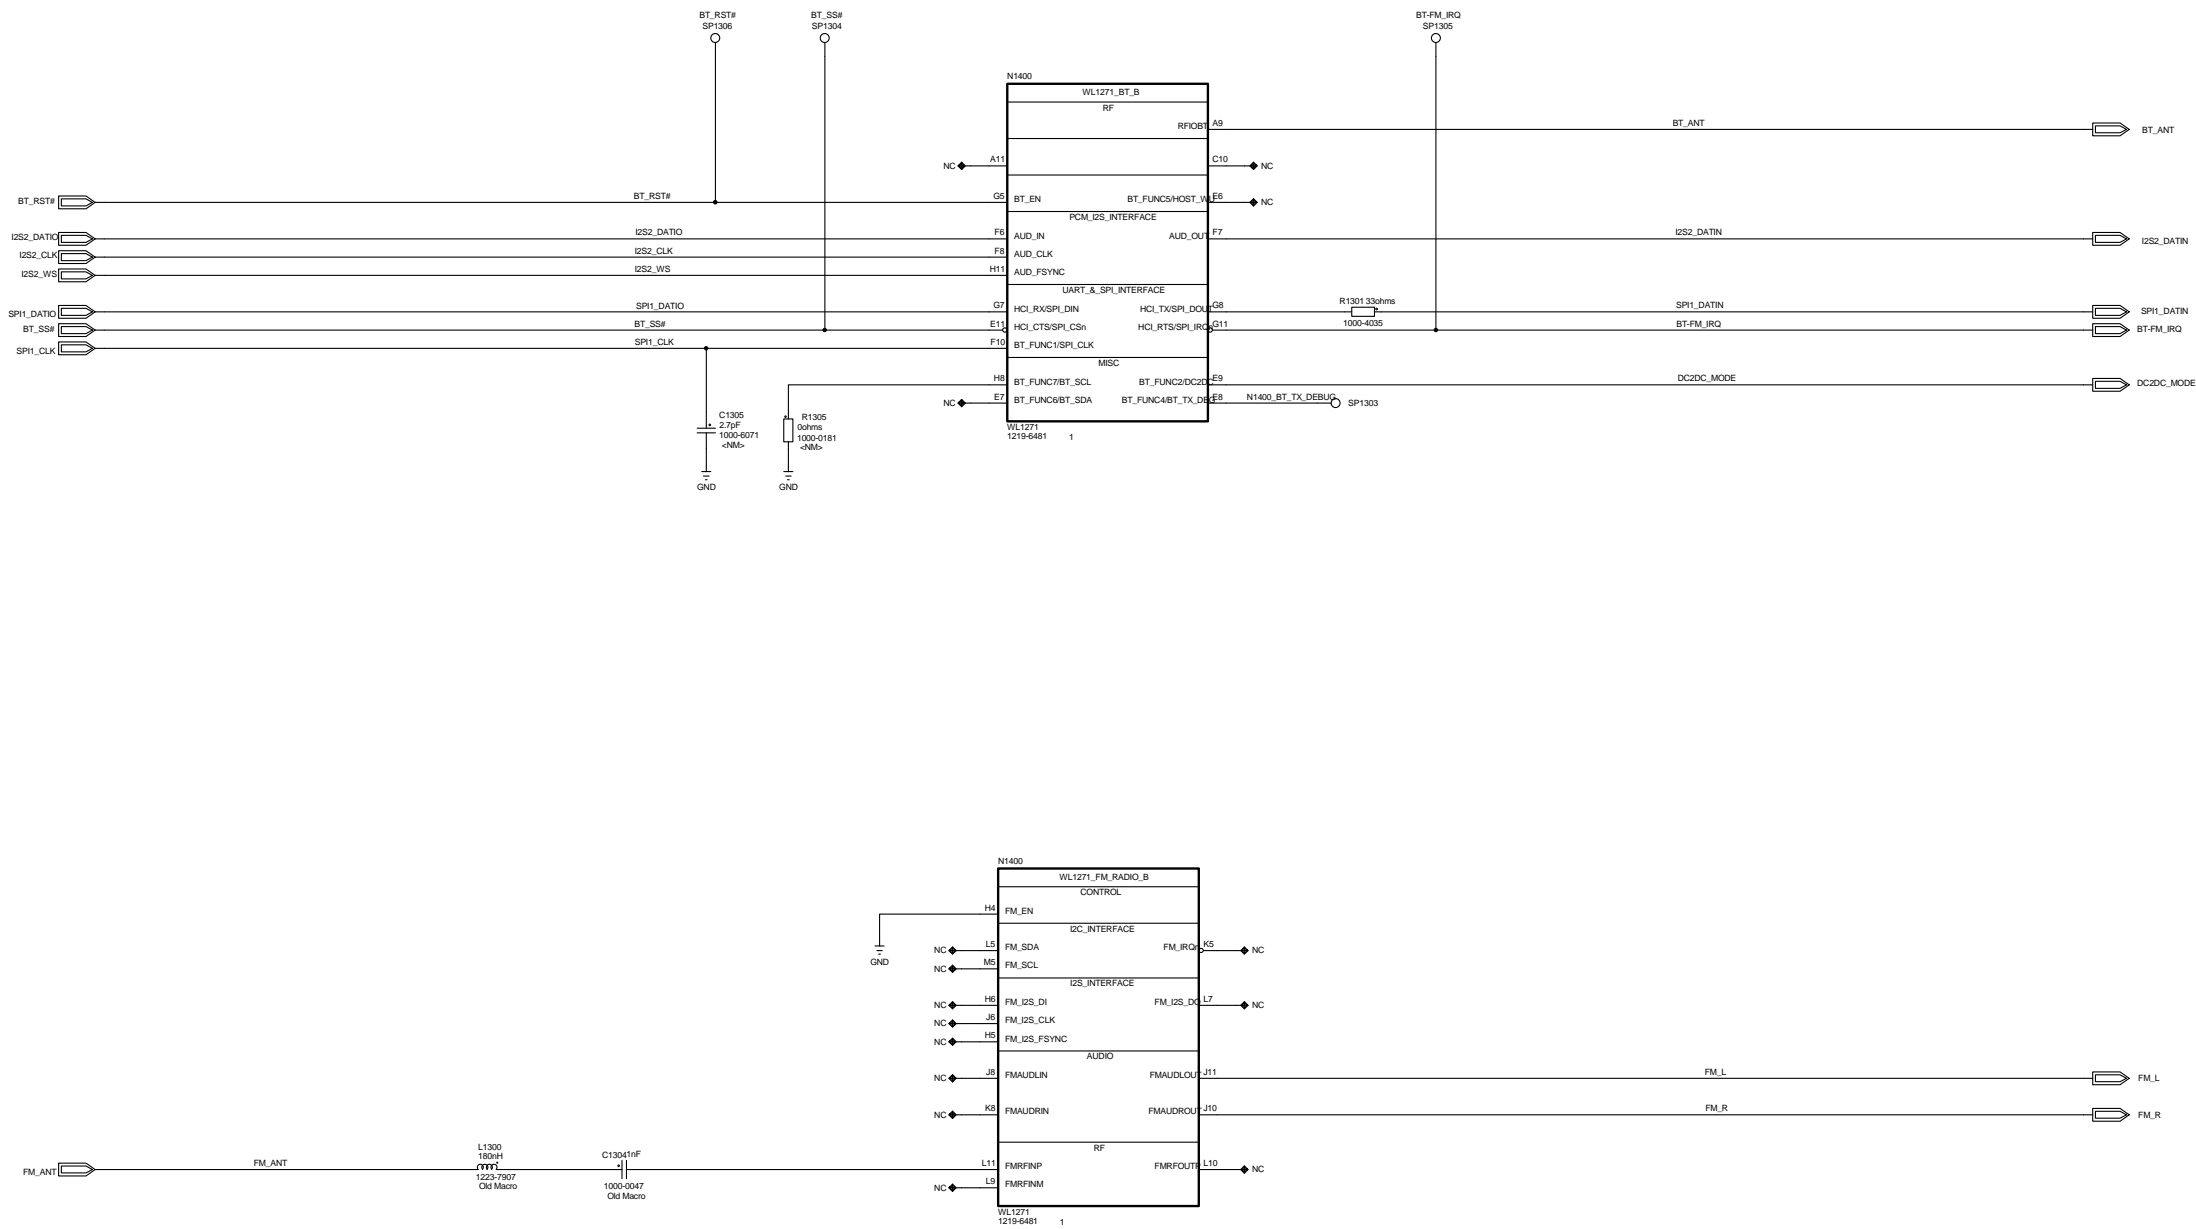 BT_RST#
SP1306
BT_SS#
SP1304
BT-FM_IRQ
SP1305
N1400
WL1271_BT_B
RF
RFIOBT A9 BT_ANT BT_ANT
NC A11 C10 NC
BT_RST# BT_RST# G5 BT_EN BT_FUNC5/HOST_WU E6 NC
PCM_I2S_INTERFACE
I2S2_DATIO I2S2_DATIO F6 AUD_IN AUD_OUT F7 I2S2_DATIN I2S2_DATIN
I2S2_CLK I2S2_CLK F8 AUD_CLK
I2S2_WS I2S2_WS H11 AUD_FSYNC
UART_&_SPI_INTERFACE
SPI1_DATIO SPI1_DATIO G7 HCI_RX/SPI_DIN HCI_TX/SPI_DOUT G8 R1301 33ohms SPI1_DATIN SPI1_DATIN
1000-4035
BT_SS# BT_SS# E11 HCI_CTS/SPI_CSn HCI_RTS/SPI_IRQn G11 BT-FM_IRQ BT-FM_IRQ
SPI1_CLK SPI1_CLK F10 BT_FUNC1/SPI_CLK
MISC
H8 BT_FUNC7/BT_SCL E9 DC2DC_MODE DC2DC_MODE
NC E7 BT_FUNC6/BT_SDA E8 N1400_BT_TX_DEBUG SP1303
C1305
2.7pF
1000-6071
<NM>
GND
R1305
0ohms
1000-0181
<NM>
GND
WL1271
1219-6481 1
N1400
WL1271_FM_RADIO_B
CONTROL
H4 FM_EN
GND
I2C_INTERFACE
NC L5 FM_SDA FM_IRQn K5 NC
NC M5 FM_SCL
I2S_INTERFACE
NC H6 FM_I2S_DI FM_I2S_DO L7 NC
NC J6 FM_I2S_CLK
NC H5 FM_I2S_FSYNC
AUDIO
NC J8 FMAUDLIN FMAUDLOUT J11 FM_L FM_L
NC K8 FMAUDRIN FMAUDROUT J10 FM_R FM_R
RF
L1300
180nH
1223-7907
Old Macro
C1304 1nF
1000-0047
Old Macro
FM_ANT FM_ANT L11 FMRFINP FMRFOUTP L10 NC
NC L9 FMRFINM
WL1271
1219-6481 1